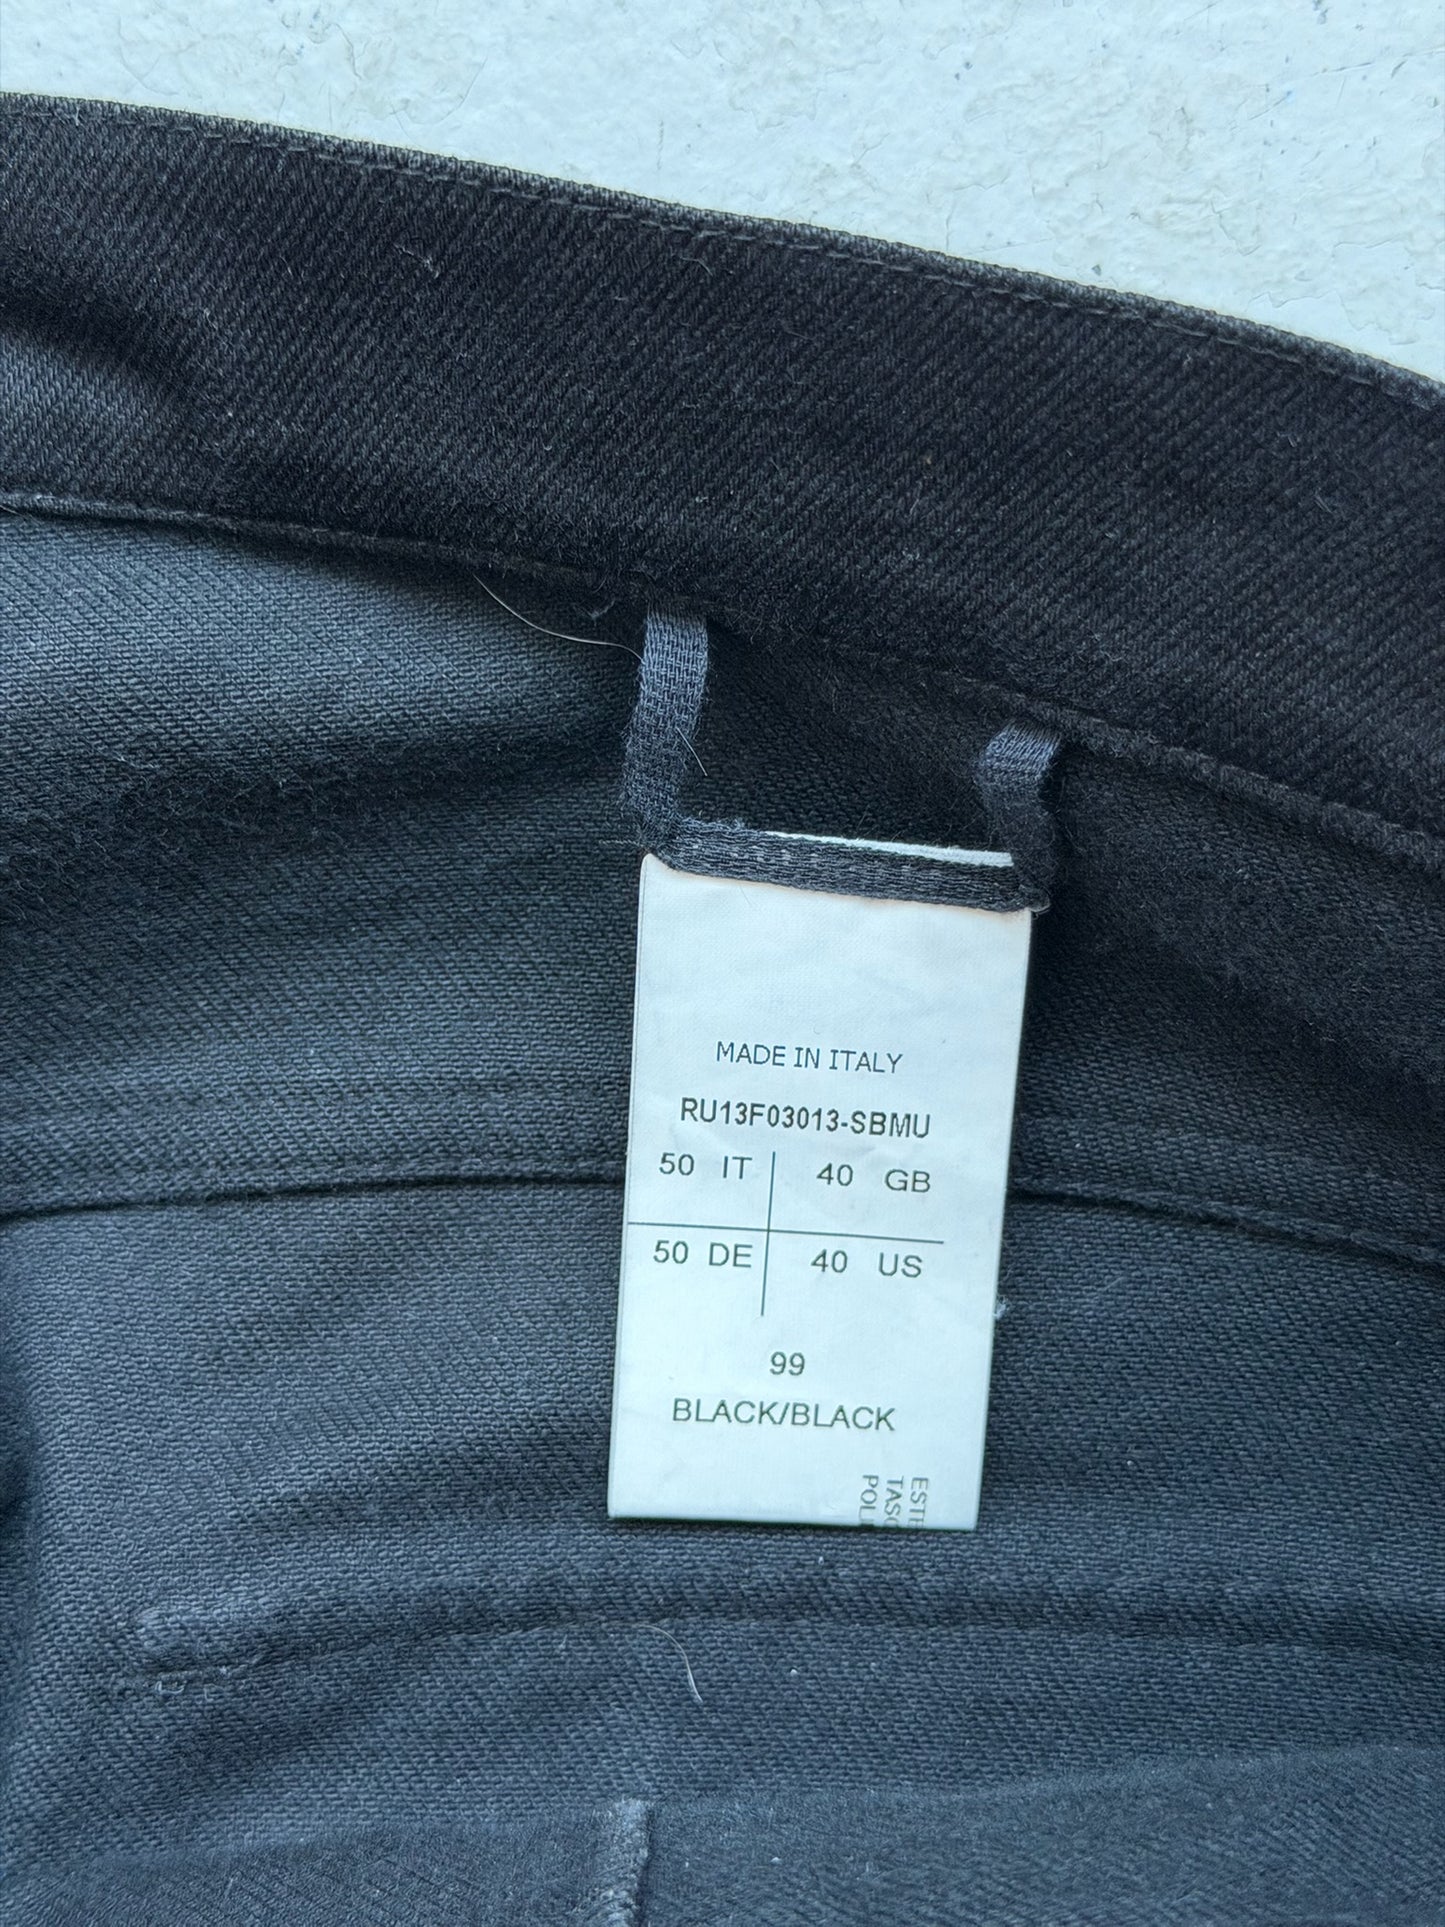 MADE IN ITALY
RU13F03013-SBMU
50 IT 40 GB
50 DE 40 US
99
BLACK/BLACK